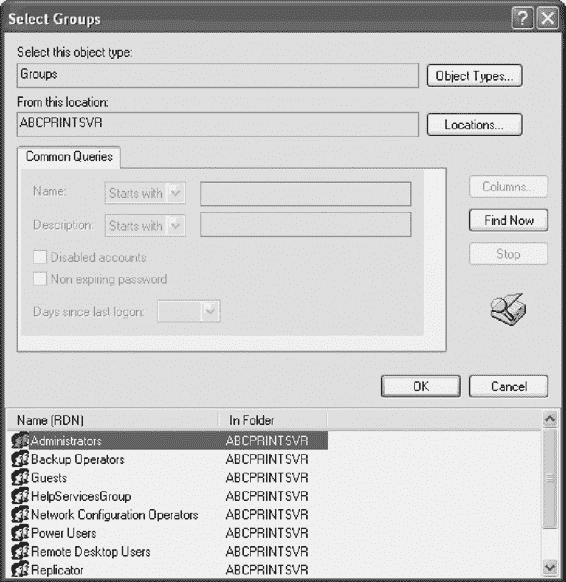 Select Groups
Select this object type:
Groups
Object Types...
From this location:
ABCPRINTSVR
Locations...
Common Queries
Name:
Starts with
Columns...
Description:
Starts with
Find Now
Disabled accounts
Stop
Non expiring password
Days since last logon:
OK
Cancel
Name (RDN) In Folder
Administrators ABCPRINTSVR
Backup Operators ABCPRINTSVR
Guests ABCPRINTSVR
HelpServicesGroup ABCPRINTSVR
Network Configuration Operators ABCPRINTSVR
Power Users ABCPRINTSVR
Remote Desktop Users ABCPRINTSVR
Replicator ABCPRINTSVR